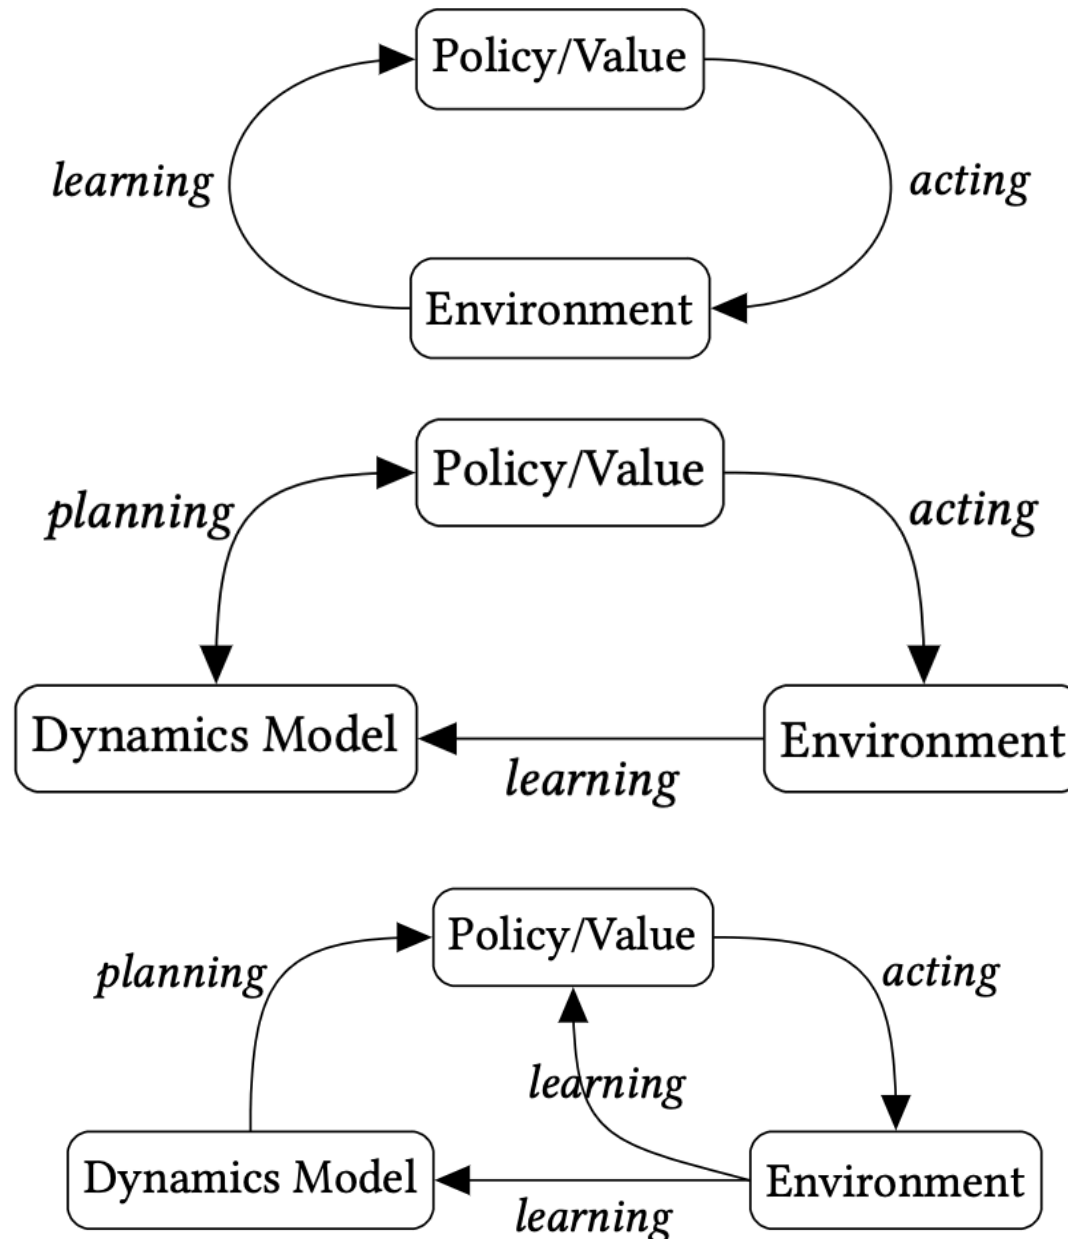 Policy/Value
learning
acting
Environment
Policy/Value
planning
acting
Dynamics Model
Environment
learning
Policy/Value
planning
acting
learning
Dynamics Model
Environment
learning